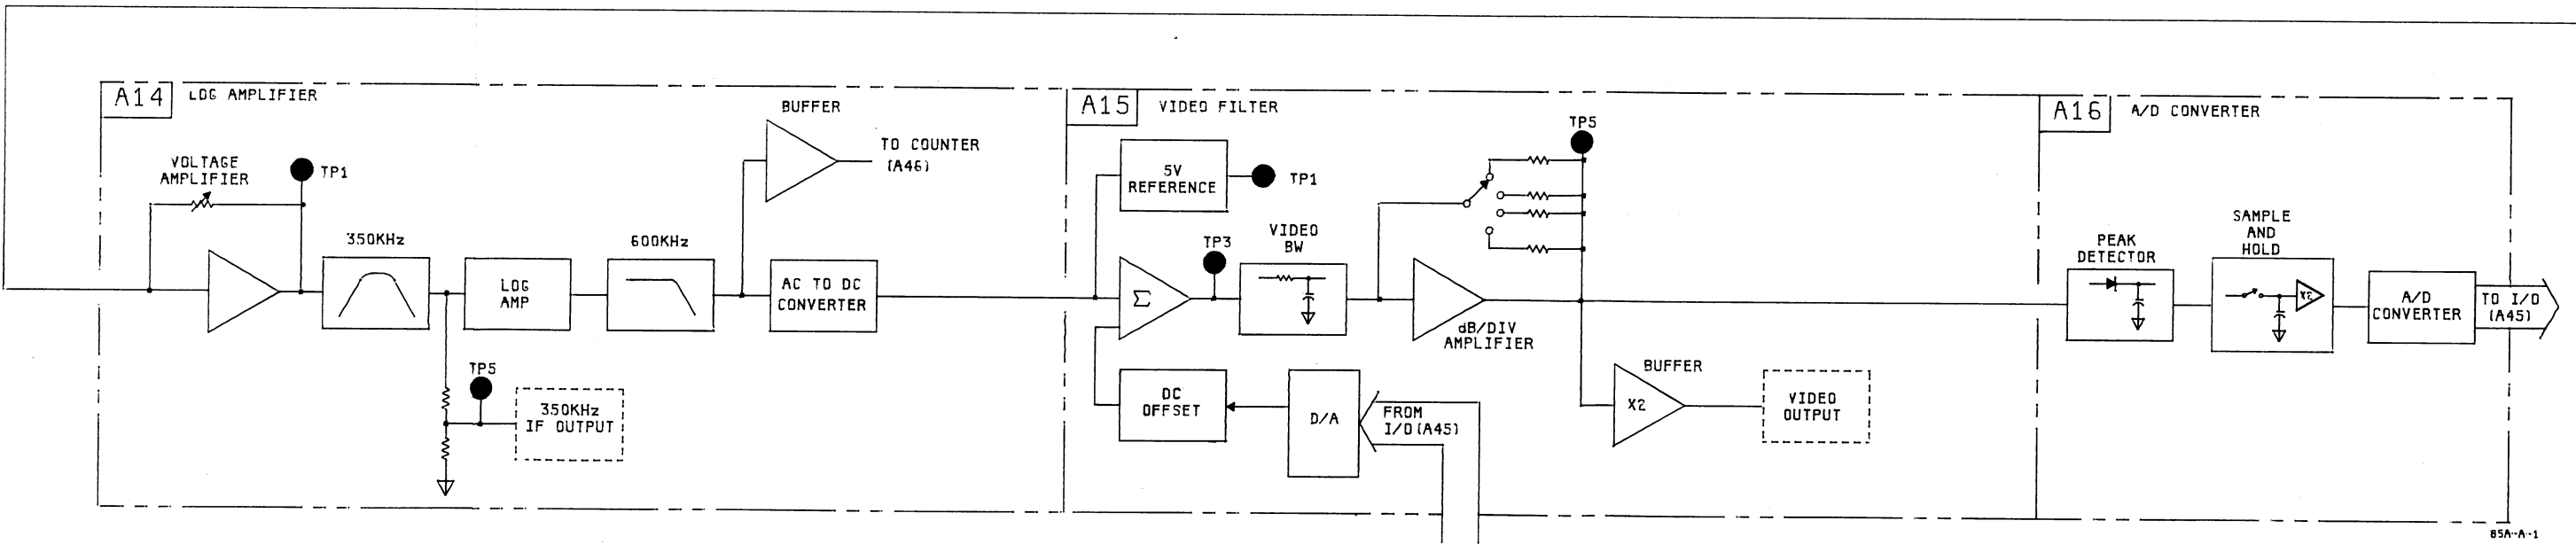 A14
LOG AMPLIFIER
VOLTAGE
AMPLIFIER
TP1
350KHz
LOG
AMP
600KHz
BUFFER
TO COUNTER
(A46)
AC TO DC
CONVERTER
TP5
350KHz
IF OUTPUT
A15
VIDEO FILTER
5V
REFERENCE
TP1
Σ
TP3
VIDEO
BW
TP5
dB/DIV
AMPLIFIER
DC
OFFSET
D/A
FROM
I/O(A45)
BUFFER
X2
VIDEO
OUTPUT
A16
A/D CONVERTER
PEAK
DETECTOR
SAMPLE
AND
HOLD
X2
A/D
CONVERTER
TO I/O
(A45)
85A-A-1